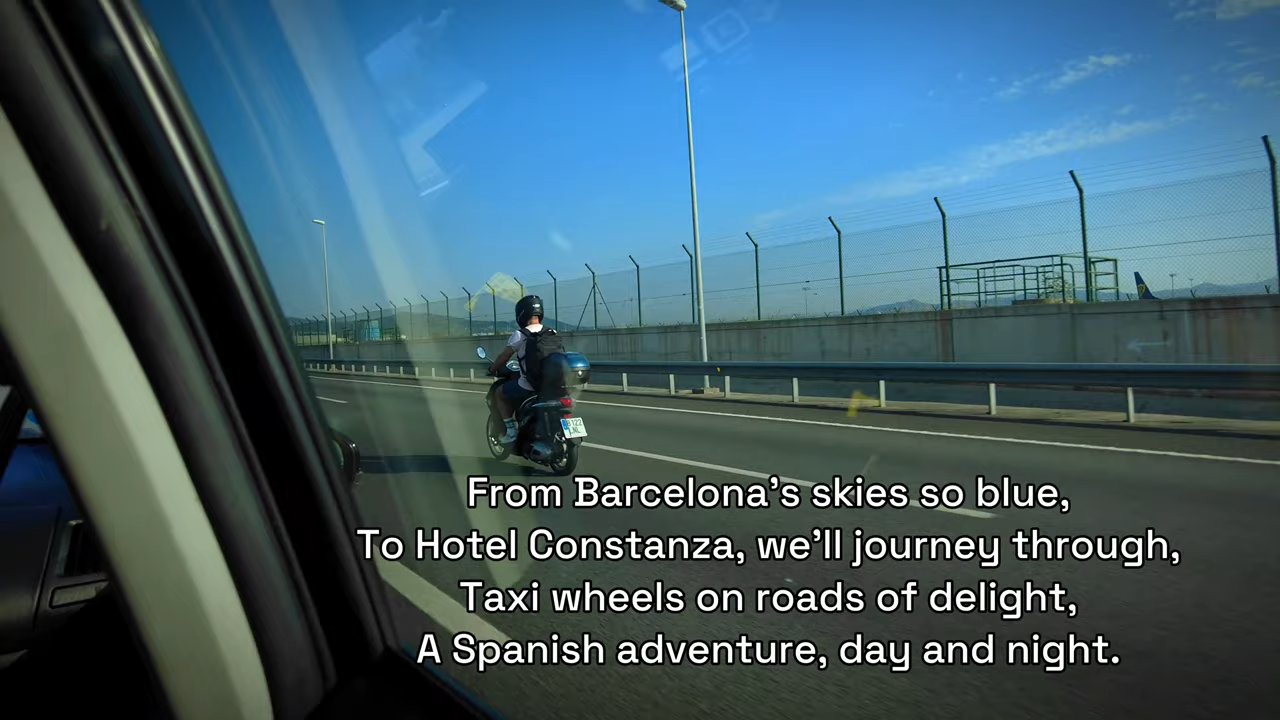 From Barcelona's skies so blue,
To Hotel Constanza, we'll journey through,
Taxi wheels on roads of delight,
A Spanish adventure, day and night.